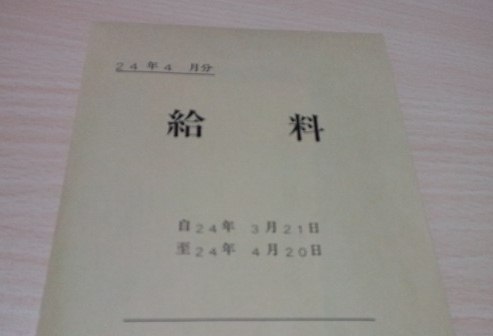 24年4 月分
給 料
自24年 3月21日
至24年 4月20日